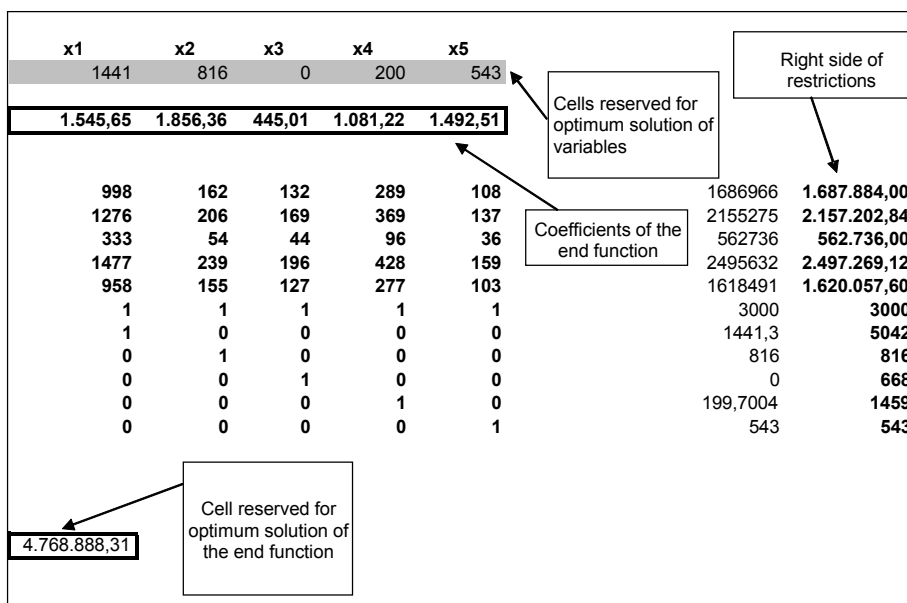 x1 x2 x3 x4 x5
1441 816 0 200 543
Right side of
restrictions
Cells reserved for
optimum solution of
variables
1.545,65 1.856,36 445,01 1.081,22 1.492,51
998 162 132 289 108 1686966 1.687.884,00
1276 206 169 369 137 2155275 2.157.202,84
Coefficients of the
end function
333 54 44 96 36 562736 562.736,00
1477 239 196 428 159 2495632 2.497.269,12
958 155 127 277 103 1618491 1.620.057,60
1 1 1 1 1 3000 3000
1 0 0 0 0 1441,3 5042
0 1 0 0 0 816 816
0 0 1 0 0 0 668
0 0 0 1 0 199,7004 1459
0 0 0 0 1 543 543
Cell reserved for
optimum solution of
the end function
4.768.888,31